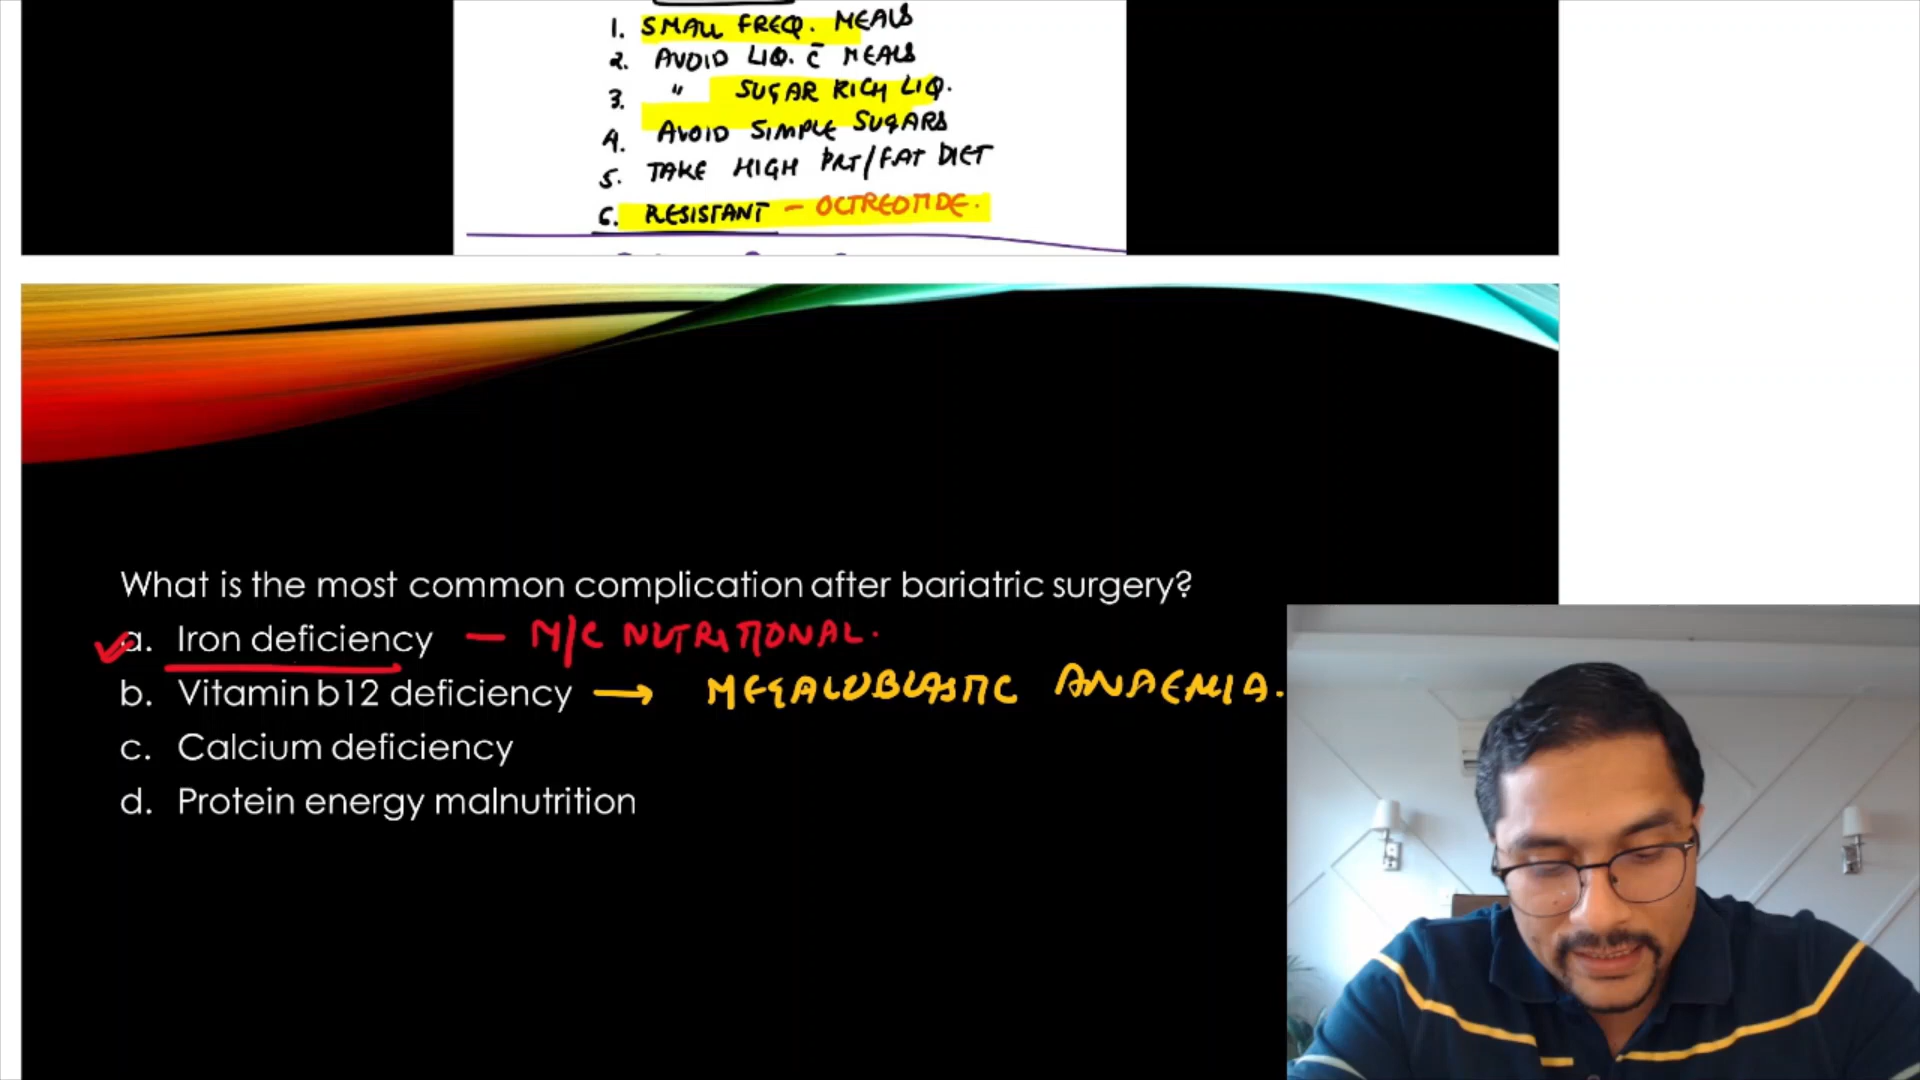 1. SMALL FREQ. MEALS
2. AVOID LIQ. C̄ MEALS
3. " SUGAR RICH LIQ.
4. AVOID SIMPLE SUGARS
5. TAKE HIGH PRT/FAT DIET
6. RESISTANT - OCTREOTIDE.
What is the most common complication after bariatric surgery?
a. Iron deficiency — M/C NUTRITIONAL.
b. Vitamin b12 deficiency → MEGALOBLASTIC ANAEMIA.
c. Calcium deficiency
d. Protein energy malnutrition